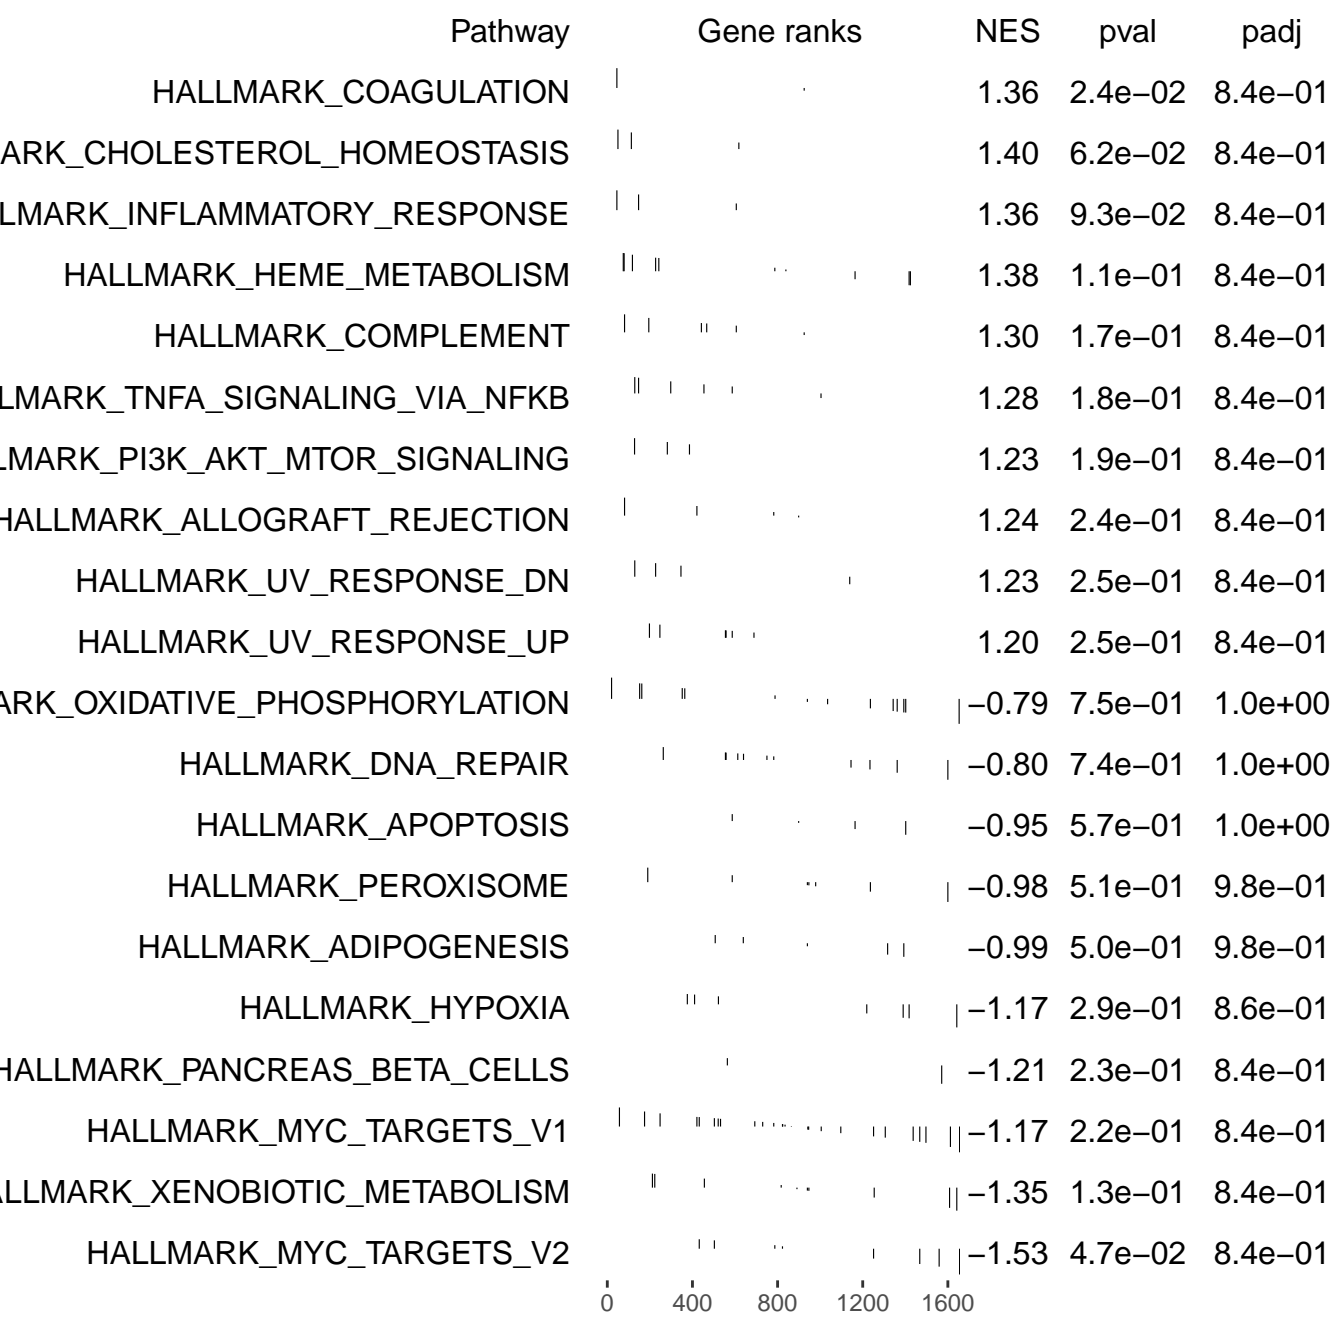 Pathway Gene ranks NES pval padj
HALLMARK_COAGULATION 1.36 2.4e−02 8.4e−01
ARK_CHOLESTEROL_HOMEOSTASIS 1.40 6.2e−02 8.4e−01
LMARK_INFLAMMATORY_RESPONSE 1.36 9.3e−02 8.4e−01
HALLMARK_HEME_METABOLISM 1.38 1.1e−01 8.4e−01
HALLMARK_COMPLEMENT 1.30 1.7e−01 8.4e−01
LMARK_TNFA_SIGNALING_VIA_NFKB 1.28 1.8e−01 8.4e−01
LMARK_PI3K_AKT_MTOR_SIGNALING 1.23 1.9e−01 8.4e−01
HALLMARK_ALLOGRAFT_REJECTION 1.24 2.4e−01 8.4e−01
HALLMARK_UV_RESPONSE_DN 1.23 2.5e−01 8.4e−01
HALLMARK_UV_RESPONSE_UP 1.20 2.5e−01 8.4e−01
ARK_OXIDATIVE_PHOSPHORYLATION −0.79 7.5e−01 1.0e+00
HALLMARK_DNA_REPAIR −0.80 7.4e−01 1.0e+00
HALLMARK_APOPTOSIS −0.95 5.7e−01 1.0e+00
HALLMARK_PEROXISOME −0.98 5.1e−01 9.8e−01
HALLMARK_ADIPOGENESIS −0.99 5.0e−01 9.8e−01
HALLMARK_HYPOXIA −1.17 2.9e−01 8.6e−01
HALLMARK_PANCREAS_BETA_CELLS −1.21 2.3e−01 8.4e−01
HALLMARK_MYC_TARGETS_V1 −1.17 2.2e−01 8.4e−01
ALLMARK_XENOBIOTIC_METABOLISM −1.35 1.3e−01 8.4e−01
HALLMARK_MYC_TARGETS_V2 −1.53 4.7e−02 8.4e−01
0 400 800 1200 1600